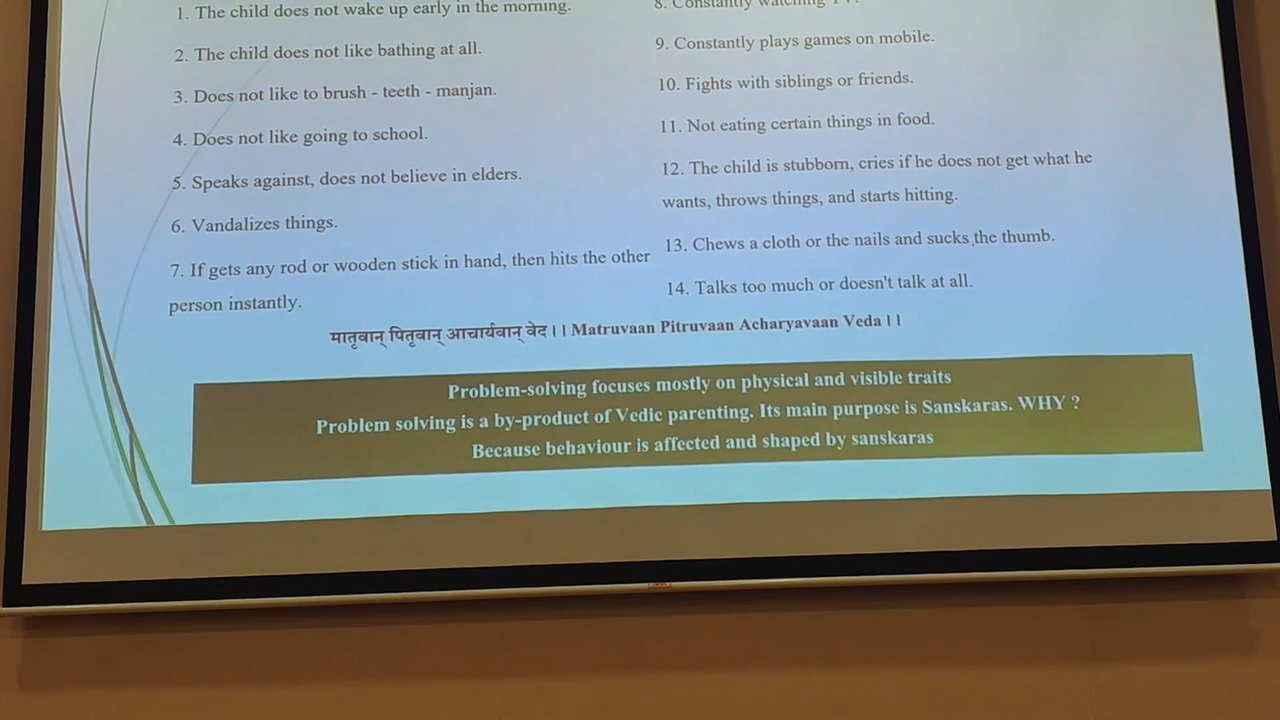 1. The child does not wake up early in the morning.
2. The child does not like bathing at all.
3. Does not like to brush - teeth - manjan.
4. Does not like going to school.
5. Speaks against, does not believe in elders.
6. Vandalizes things.
7. If gets any rod or wooden stick in hand, then hits the other
person instantly.
8. Constantly watching TV.
9. Constantly plays games on mobile.
10. Fights with siblings or friends.
11. Not eating certain things in food.
12. The child is stubborn, cries if he does not get what he
wants, throws things, and starts hitting.
13. Chews a cloth or the nails and sucks the thumb.
14. Talks too much or doesn't talk at all.
मातृवान् पितृवान् आचार्यवान् वेद।। Matruvaan Pitruvaan Acharyavaan Veda।।
Problem-solving focuses mostly on physical and visible traits
Problem solving is a by-product of Vedic parenting. Its main purpose is Sanskaras. WHY ?
Because behaviour is affected and shaped by sanskaras